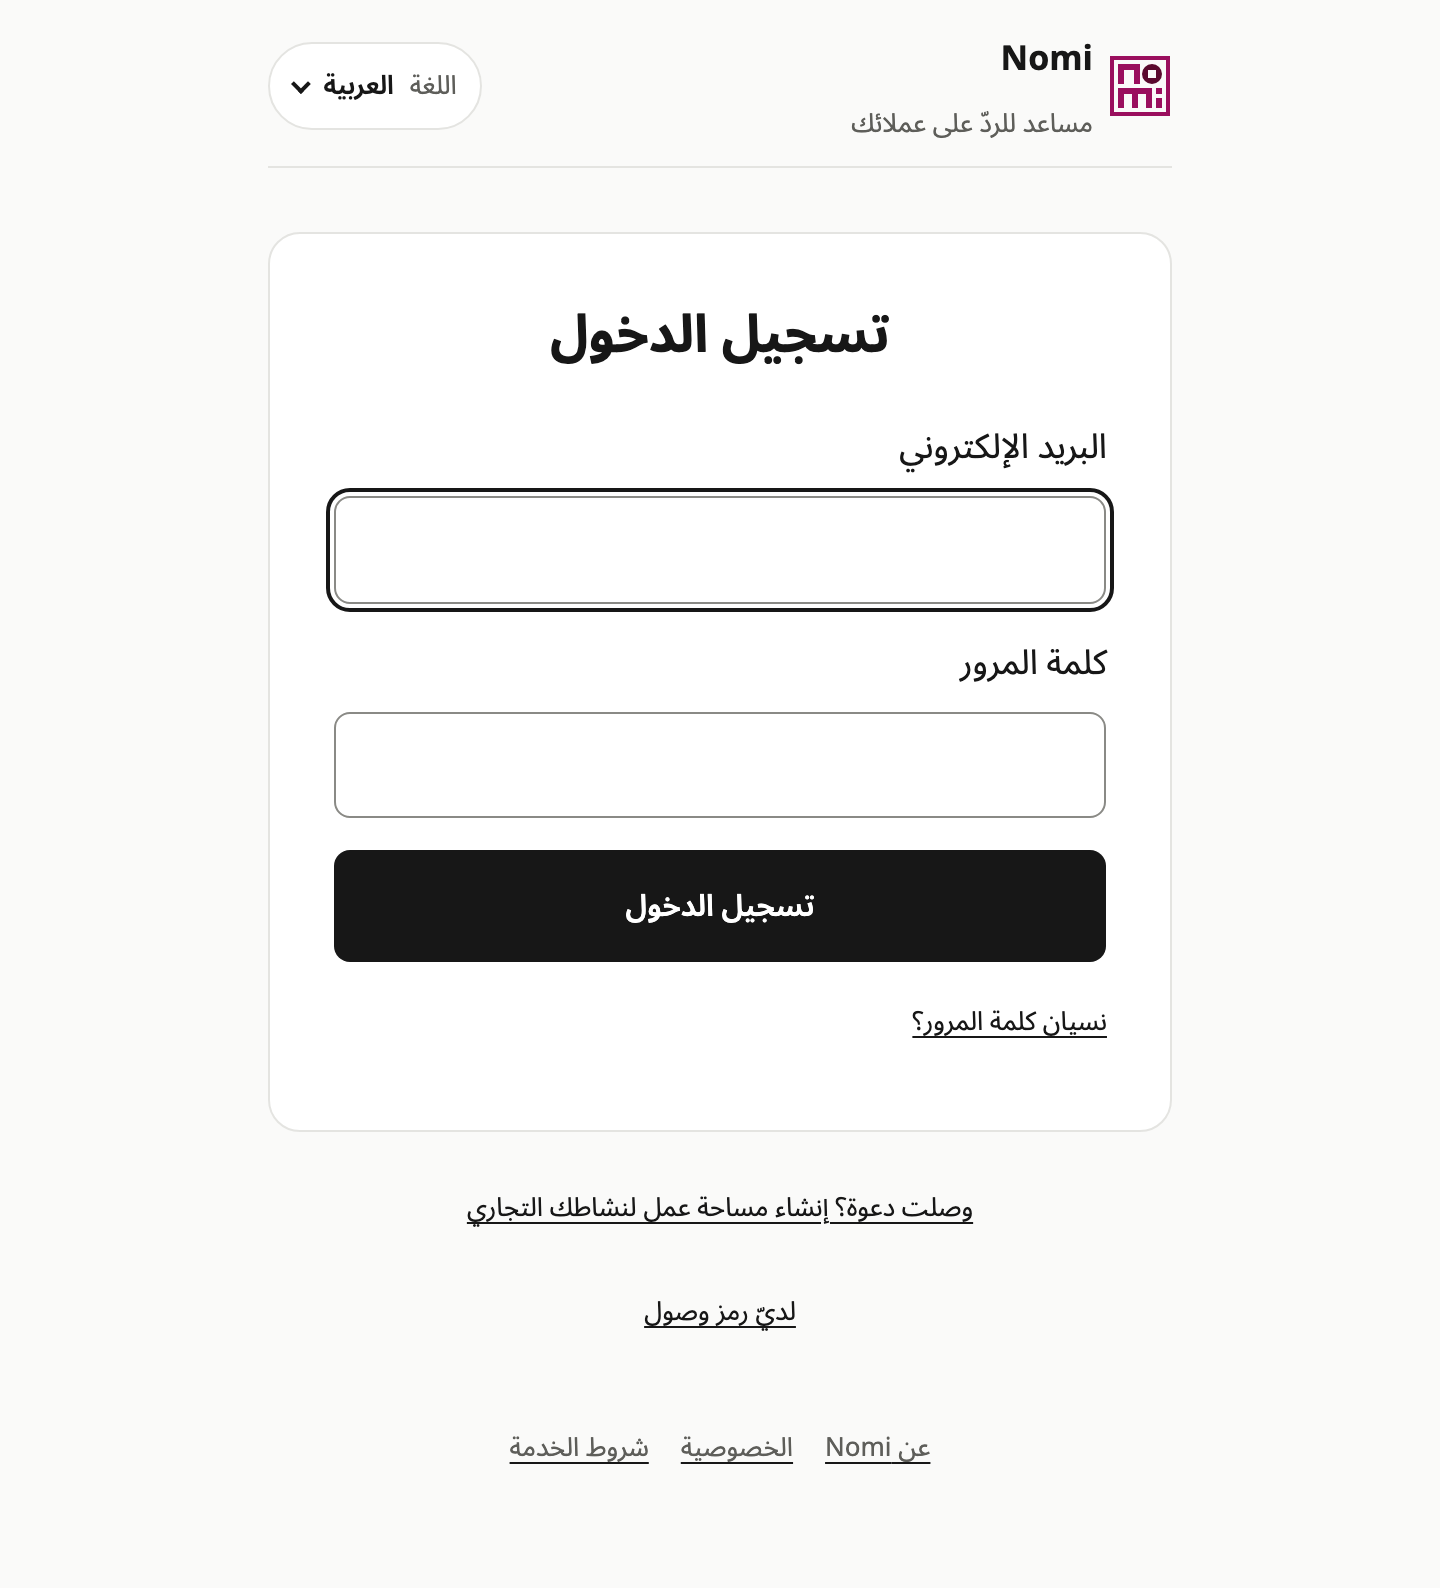 Nomi
مساعد للردّ على عملائك
اللغة العربية
تسجيل الدخول
البريد الإلكتروني
كلمة المرور
تسجيل الدخول
نسيان كلمة المرور؟
وصلت دعوة؟ إنشاء مساحة عمل لنشاطك التجاري
لديّ رمز وصول
عن Nomi الخصوصية شروط الخدمة